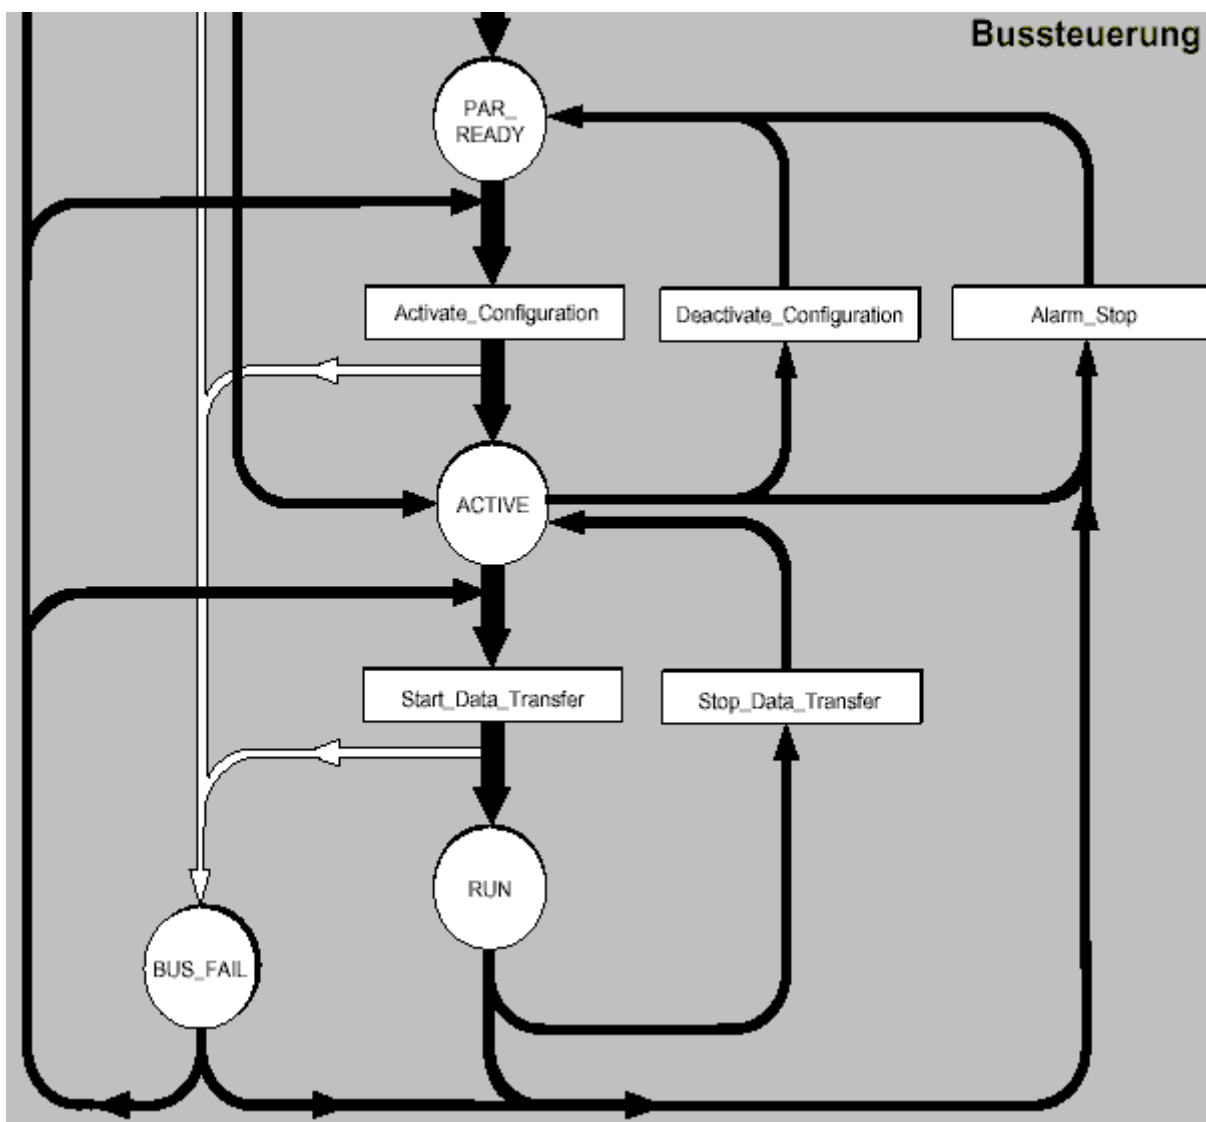 Bussteuerung
PAR_
READY
Activate_Configuration
Deactivate_Configuration
Alarm_Stop
ACTIVE
Start_Data_Transfer
Stop_Data_Transfer
RUN
BUS_FAIL